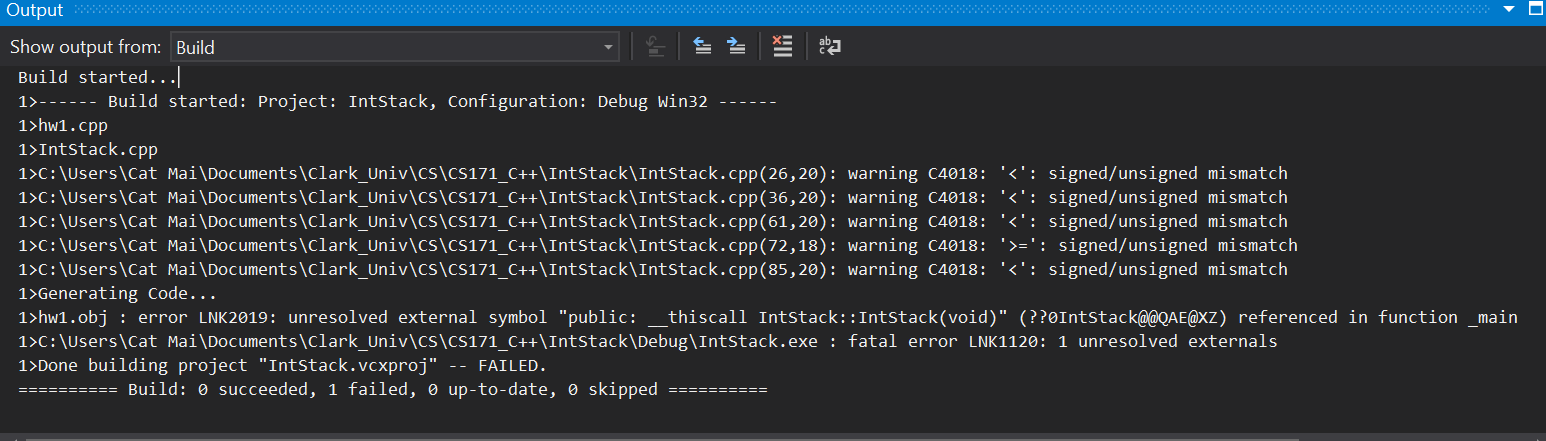 Output
Show output from: Build
Build started...
1>------ Build started: Project: IntStack, Configuration: Debug Win32 ------
1>hw1.cpp
1>IntStack.cpp
1>C:\Users\Cat Mai\Documents\Clark_Univ\CS\CS171_C++\IntStack\IntStack.cpp(26,20): warning C4018: '<': signed/unsigned mismatch
1>C:\Users\Cat Mai\Documents\Clark_Univ\CS\CS171_C++\IntStack\IntStack.cpp(36,20): warning C4018: '<': signed/unsigned mismatch
1>C:\Users\Cat Mai\Documents\Clark_Univ\CS\CS171_C++\IntStack\IntStack.cpp(61,20): warning C4018: '<': signed/unsigned mismatch
1>C:\Users\Cat Mai\Documents\Clark_Univ\CS\CS171_C++\IntStack\IntStack.cpp(72,18): warning C4018: '>=': signed/unsigned mismatch
1>C:\Users\Cat Mai\Documents\Clark_Univ\CS\CS171_C++\IntStack\IntStack.cpp(85,20): warning C4018: '<': signed/unsigned mismatch
1>Generating Code...
1>hw1.obj : error LNK2019: unresolved external symbol "public: __thiscall IntStack::IntStack(void)" (??0IntStack@@QAE@XZ) referenced in function _main
1>C:\Users\Cat Mai\Documents\Clark_Univ\CS\CS171_C++\IntStack\Debug\IntStack.exe : fatal error LNK1120: 1 unresolved externals
1>Done building project "IntStack.vcxproj" -- FAILED.
========== Build: 0 succeeded, 1 failed, 0 up-to-date, 0 skipped ==========